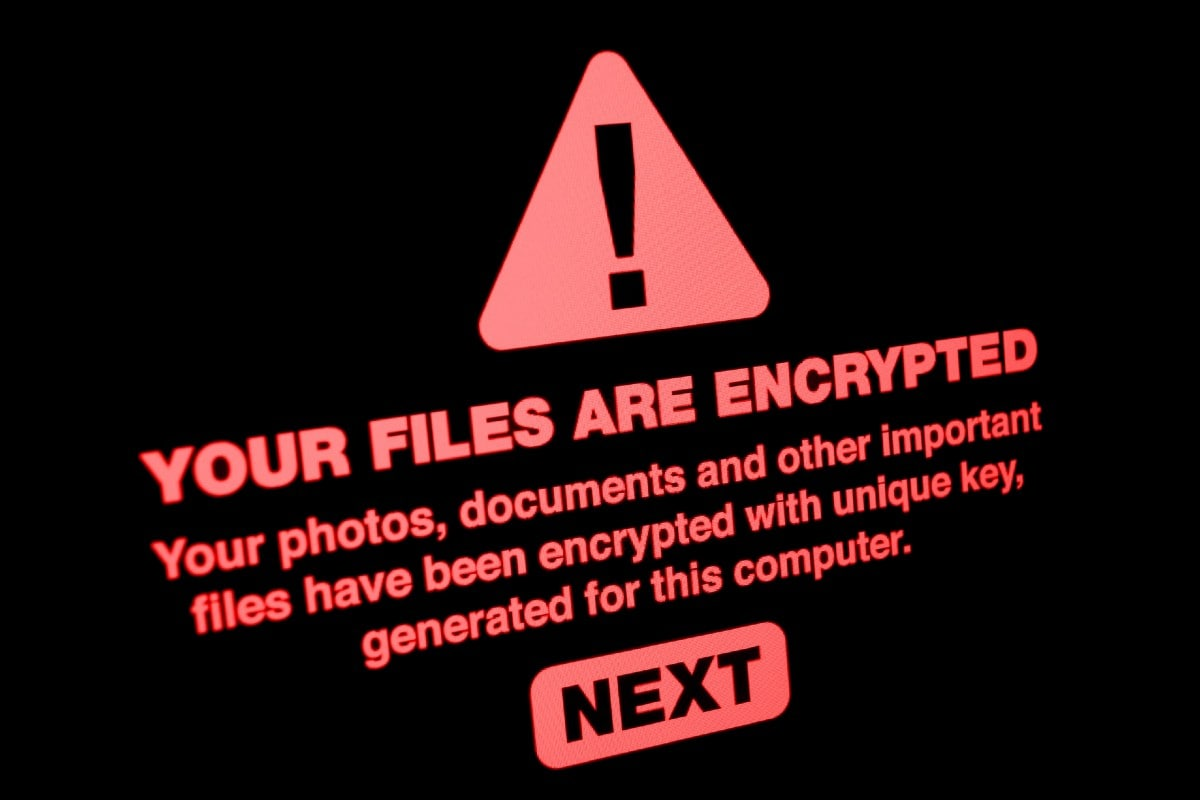 !
YOUR FILES ARE ENCRYPTED
Your photos, documents and other important
files have been encrypted with unique key,
generated for this computer.
NEXT